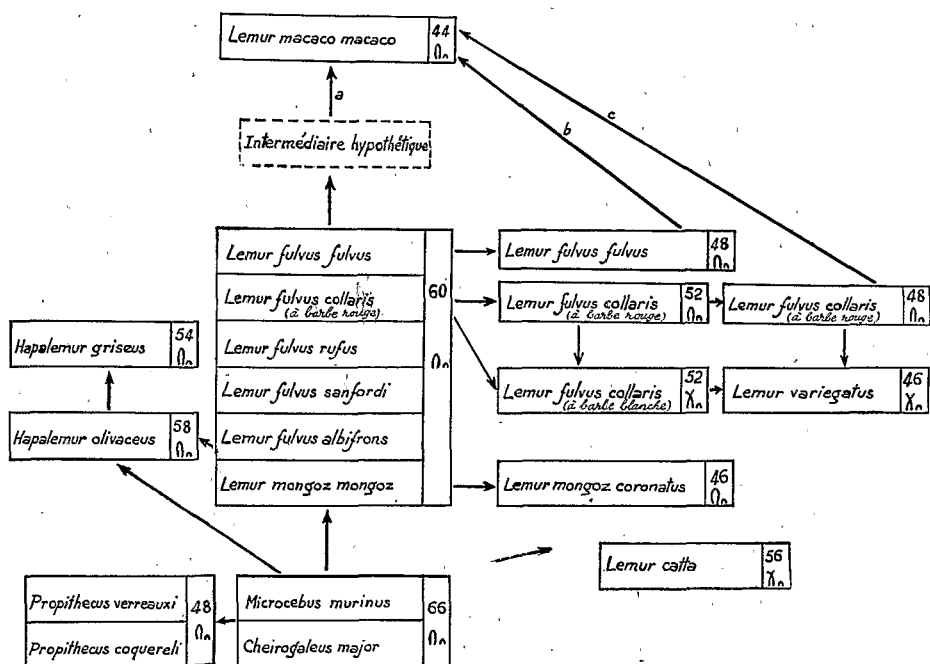 Lemur macaco macaco 44
a
b
c
Intermédiaire hypothétique
Lemur fulvus fulvus
Lemur fulvus collaris
(à barbe rouge)
60
Lemur fulvus rufus
Lemur fulvus sanfordi
Lemur fulvus albifrons
Lemur mongoz mongoz
Lemur fulvus fulvus 48
Lemur fulvus collaris 52
(à barbe rouge)
Lemur fulvus collaris 48
(à barbe rouge)
Lemur fulvus collaris 52
(à barbe blanche)
Lemur variegatus 46
Hapalemur griseus 54
Hapalemur olivaceus 58
Lemur mongoz coronatus 46
Lemur catta 56
Propithecus verreauxi
48
Propithecus coquereli
Microcebus murinus
66
Cheirogaleus major